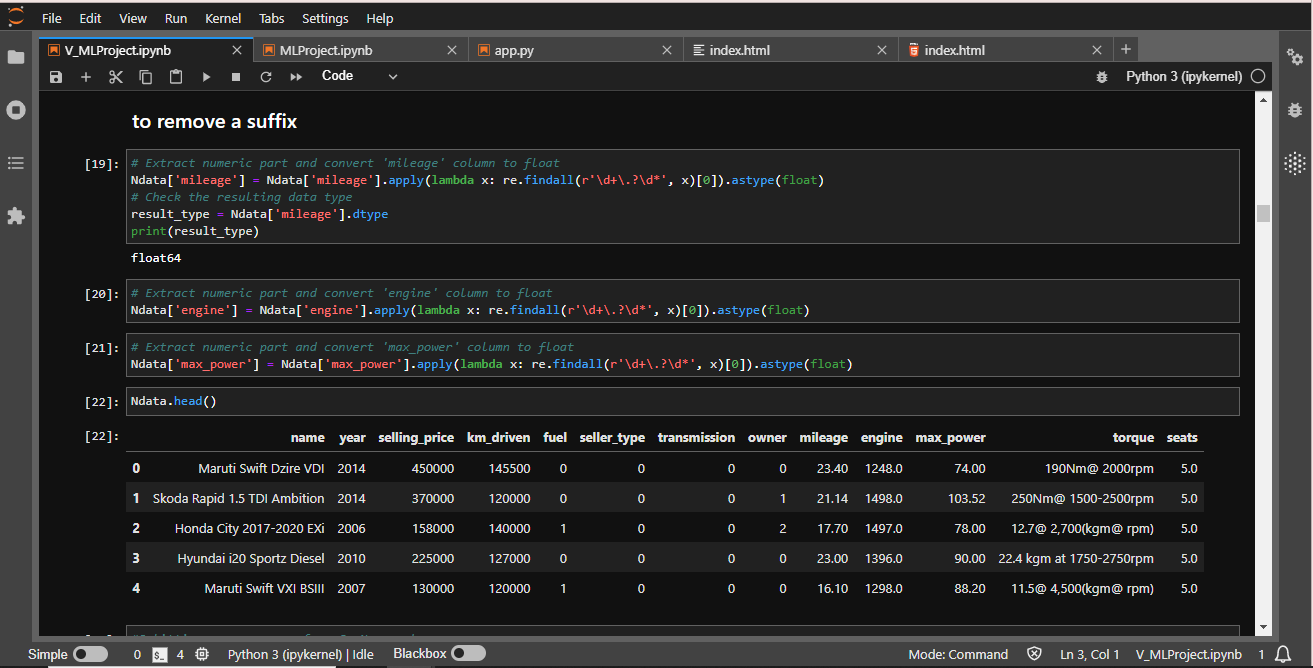 File Edit View Run Kernel Tabs Settings Help
V_MLProject.ipynb MLProject.ipynb app.py index.html index.html
Code Python 3 (ipykernel)
to remove a suffix
[19]: # Extract numeric part and convert 'mileage' column to float
Ndata['mileage'] = Ndata['mileage'].apply(lambda x: re.findall(r'\d+\.?\d*', x)[0]).astype(float)
# Check the resulting data type
result_type = Ndata['mileage'].dtype
print(result_type)
float64
[20]: # Extract numeric part and convert 'engine' column to float
Ndata['engine'] = Ndata['engine'].apply(lambda x: re.findall(r'\d+\.?\d*', x)[0]).astype(float)
[21]: # Extract numeric part and convert 'max_power' column to float
Ndata['max_power'] = Ndata['max_power'].apply(lambda x: re.findall(r'\d+\.?\d*', x)[0]).astype(float)
[22]: Ndata.head()
[22]:
name year selling_price km_driven fuel seller_type transmission owner mileage engine max_power torque seats
0 Maruti Swift Dzire VDI 2014 450000 145500 0 0 0 0 23.40 1248.0 74.00 190Nm@ 2000rpm 5.0
1 Skoda Rapid 1.5 TDI Ambition 2014 370000 120000 0 0 0 1 21.14 1498.0 103.52 250Nm@ 1500-2500rpm 5.0
2 Honda City 2017-2020 EXi 2006 158000 140000 1 0 0 2 17.70 1497.0 78.00 12.7@ 2,700(kgm@ rpm) 5.0
3 Hyundai i20 Sportz Diesel 2010 225000 127000 0 0 0 0 23.00 1396.0 90.00 22.4 kgm at 1750-2750rpm 5.0
4 Maruti Swift VXI BSIII 2007 130000 120000 1 0 0 0 16.10 1298.0 88.20 11.5@ 4,500(kgm@ rpm) 5.0
Simple 0 $_ 4 Python 3 (ipykernel) | Idle Blackbox Mode: Command Ln 3, Col 1 V_MLProject.ipynb 1